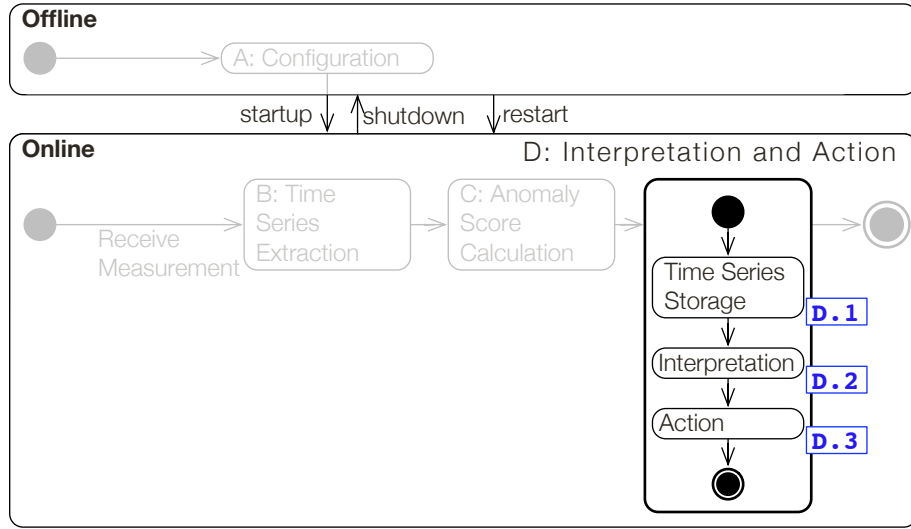 Offline
A: Configuration
startup
shutdown
restart
Online
D: Interpretation and Action
Receive
Measurement
B: Time
Series
Extraction
C: Anomaly
Score
Calculation
Time Series
Storage
D.1
Interpretation
D.2
Action
D.3